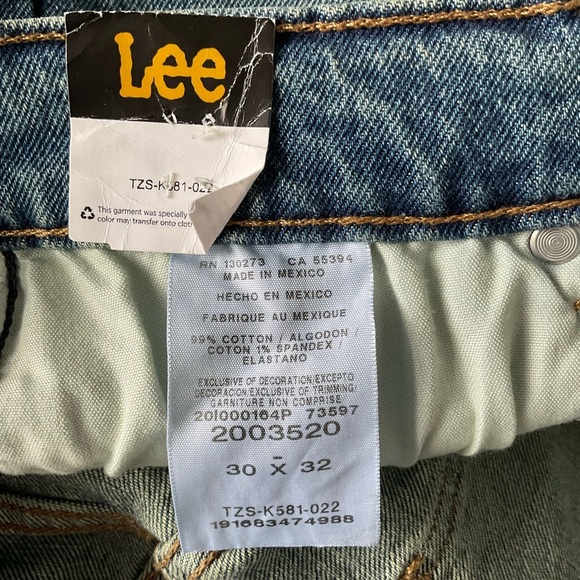 Lee
TZS-K581-022
This garment was specially
color may transfer onto
RN 130273 CA 55394
MADE IN MEXICO
HECHO EN MEXICO
FABRIQUE AU MEXIQUE
99% COTTON / ALGODON /
COTON 1% SPANDEX /
ELASTANO
EXCLUSIVE OF DECORATION/EXCEPTO
DECORACION/EXCLUSIVE OF TRIMMING/
GARNITURE NON COMPRISE
20I000164P 73597
2003520
-
30 X 32
TZS-K581-022
191683474988